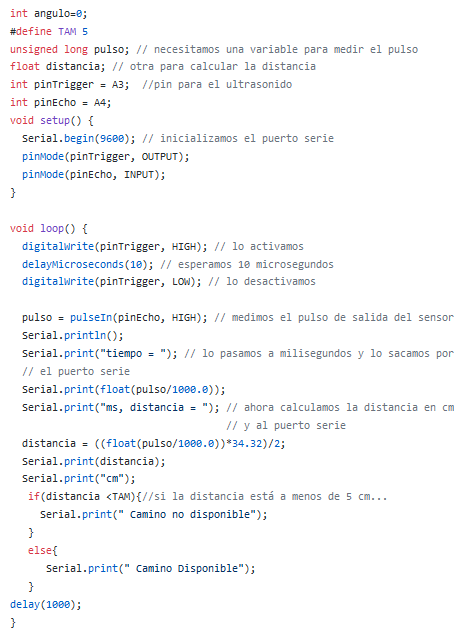 int angulo=0;
#define TAM 5
unsigned long pulso; // necesitamos una variable para medir el pulso
float distancia; // otra para calcular la distancia
int pinTrigger = A3;  //pin para el ultrasonido
int pinEcho = A4;
void setup() {
  Serial.begin(9600); // inicializamos el puerto serie
  pinMode(pinTrigger, OUTPUT);
  pinMode(pinEcho, INPUT);
}

void loop() {
  digitalWrite(pinTrigger, HIGH); // lo activamos
  delayMicroseconds(10); // esperamos 10 microsegundos
  digitalWrite(pinTrigger, LOW); // lo desactivamos

  pulso = pulseIn(pinEcho, HIGH); // medimos el pulso de salida del sensor
  Serial.println();
  Serial.print("tiempo = "); // lo pasamos a milisegundos y lo sacamos por
  // el puerto serie
  Serial.print(float(pulso/1000.0));
  Serial.print("ms, distancia = "); // ahora calculamos la distancia en cm
                                    // y al puerto serie
  distancia = ((float(pulso/1000.0))*34.32)/2;
  Serial.print(distancia);
  Serial.print("cm");
   if(distancia <TAM){//si la distancia está a menos de 5 cm...
     Serial.print(" Camino no disponible");
   }
   else{
      Serial.print(" Camino Disponible");
   }
delay(1000);
}